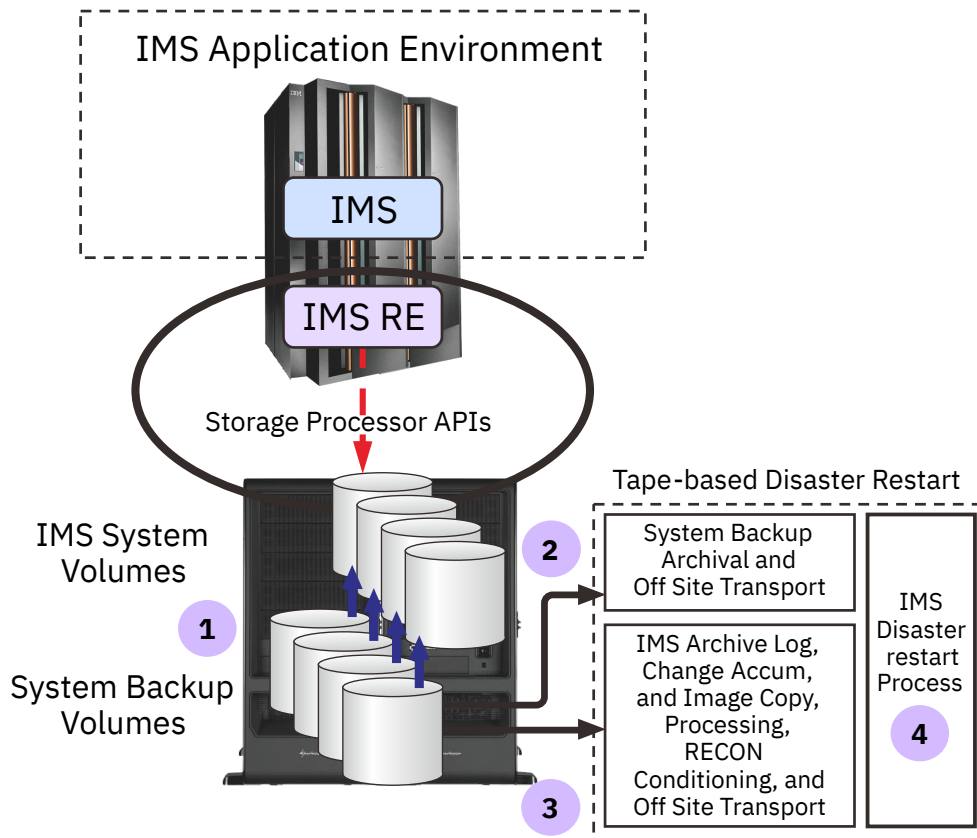 IMS Application Environment
IBM
IMS
IMS RE
Storage Processor APIs
Tape-based Disaster Restart
IMS System
Volumes
1
System Backup
Volumes
2
System Backup
Archival and
Off Site Transport
3
IMS Archive Log,
Change Accum,
and Image Copy,
Processing,
RECON
Conditioning, and
Off Site Transport
IMS
Disaster
restart
Process
4